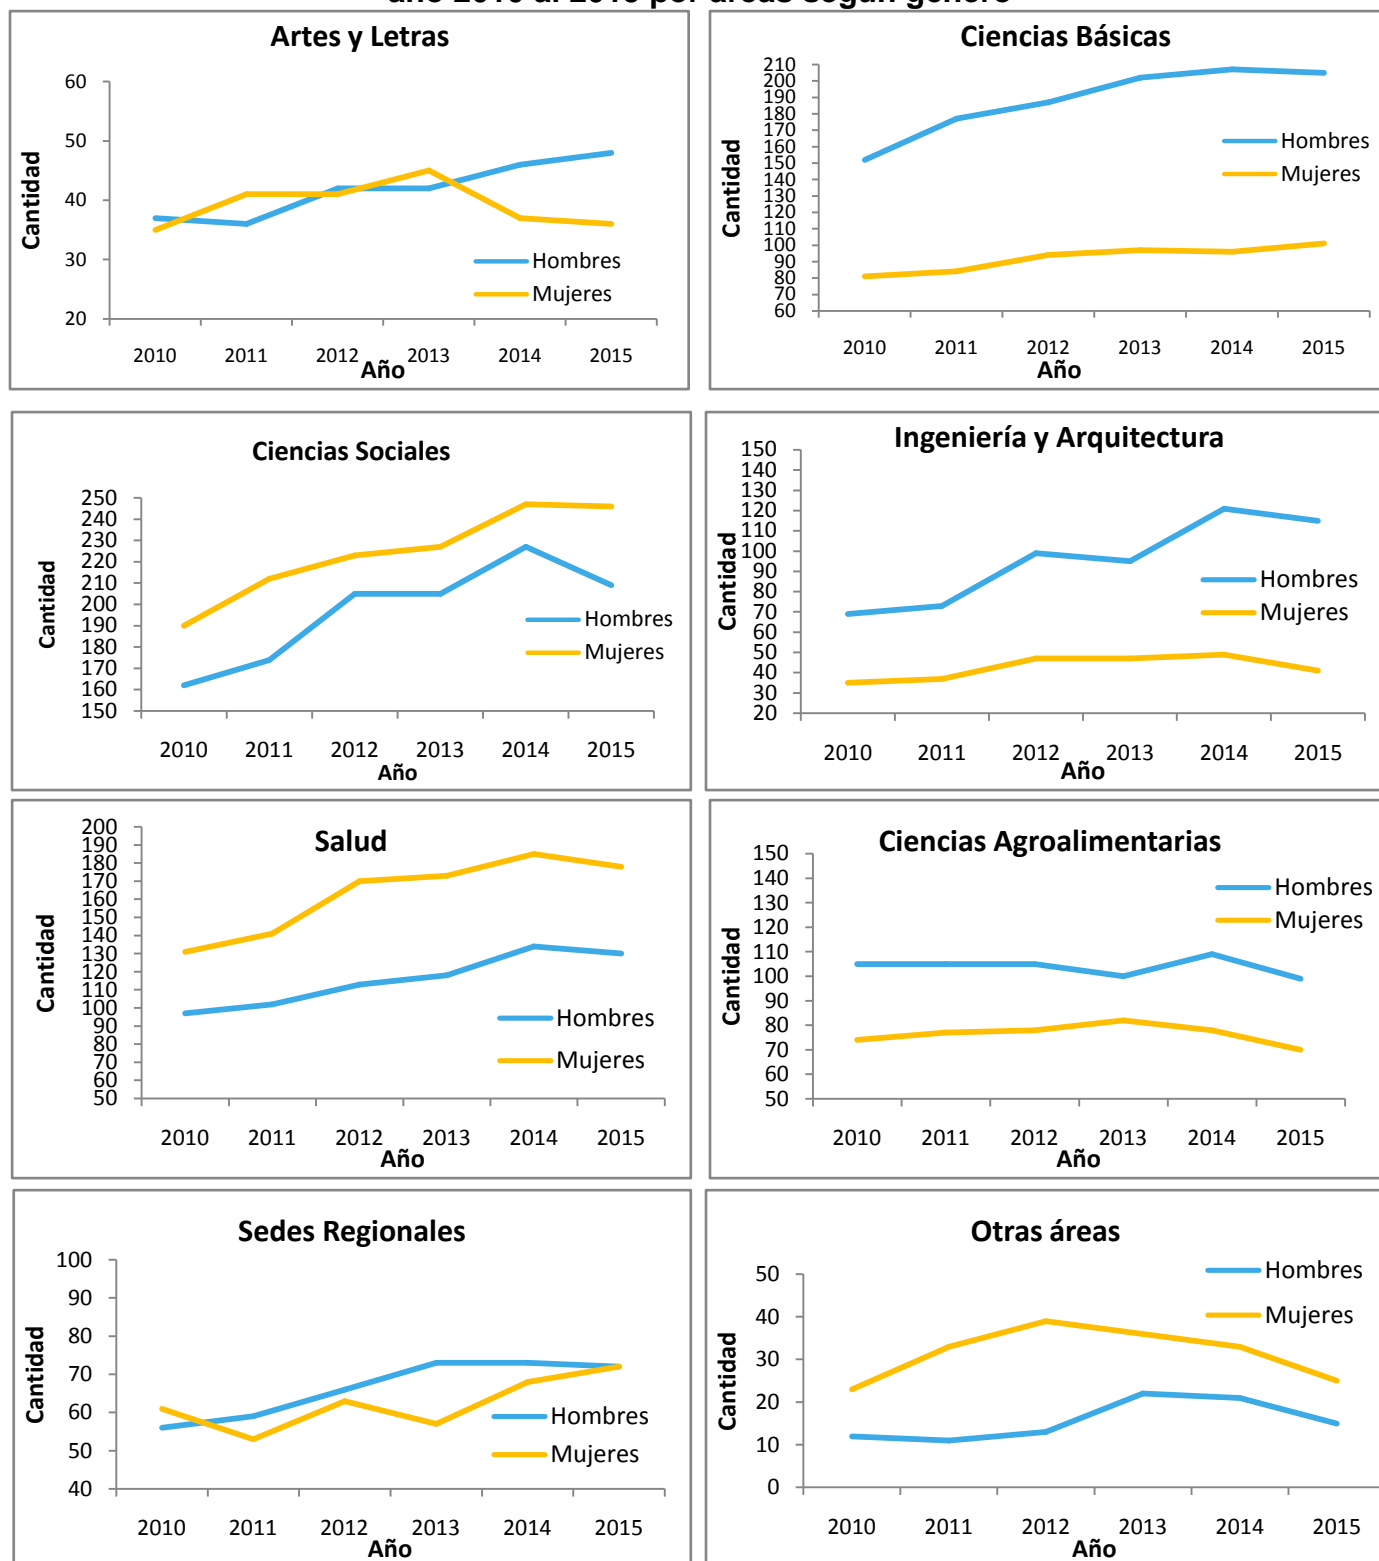 año 2010 al 2015 por áreas según género
Artes y Letras
60
50
40
30
20
Cantidad
Hombres
Mujeres
2010 2011 2012 2013 2014 2015
Año
Ciencias Básicas
210
200
190
180
170
160
150
140
130
120
110
100
90
80
70
60
Cantidad
Hombres
Mujeres
2010 2011 2012 2013 2014 2015
Año
Ciencias Sociales
250
240
230
220
210
200
190
180
170
160
150
Cantidad
Hombres
Mujeres
2010 2011 2012 2013 2014 2015
Año
Ingeniería y Arquitectura
150
140
130
120
110
100
90
80
70
60
50
40
30
20
Cantidad
Hombres
Mujeres
2010 2011 2012 2013 2014 2015
Año
Salud
200
190
180
170
160
150
140
130
120
110
100
90
80
70
60
50
Cantidad
Hombres
Mujeres
2010 2011 2012 2013 2014 2015
Año
Ciencias Agroalimentarias
150
140
130
120
110
100
90
80
70
60
50
Cantidad
Hombres
Mujeres
2010 2011 2012 2013 2014 2015
Año
Sedes Regionales
100
90
80
70
60
50
40
Cantidad
Hombres
Mujeres
2010 2011 2012 2013 2014 2015
Año
Otras áreas
50
40
30
20
10
0
Cantidad
Hombres
Mujeres
2010 2011 2012 2013 2014 2015
Año